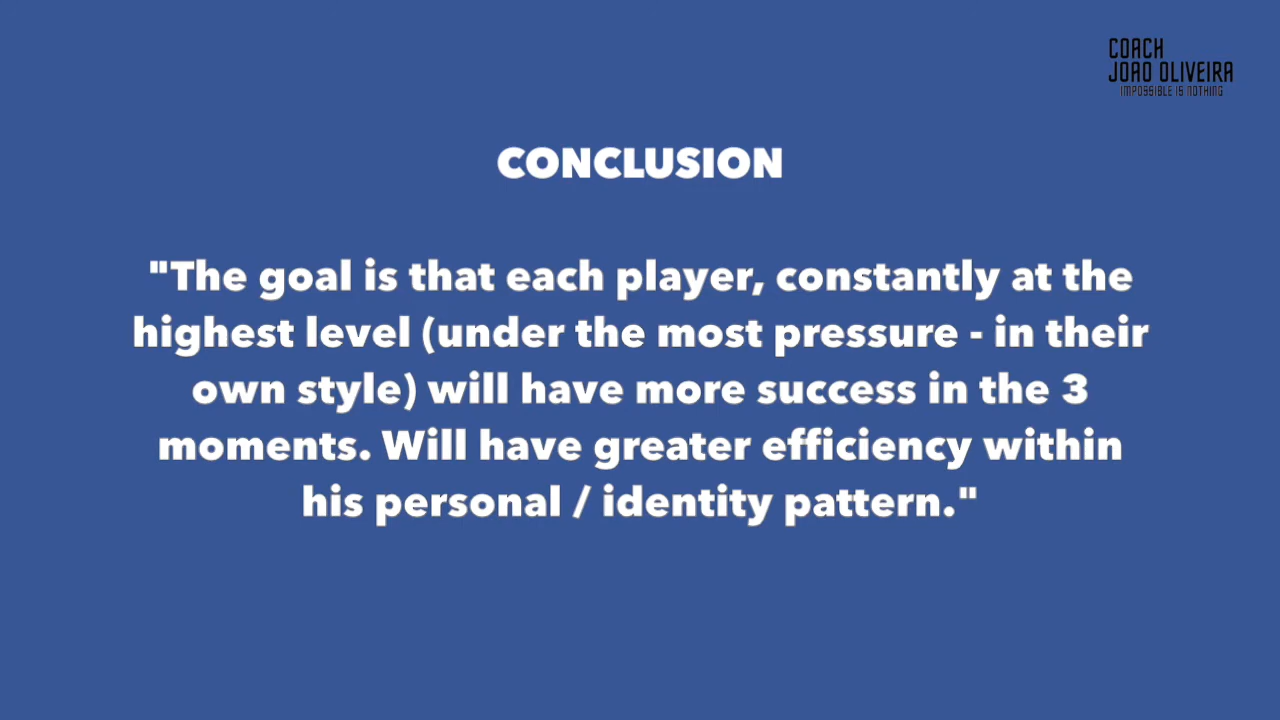 COACH
JOAO OLIVEIRA
IMPOSSIBLE IS NOTHING
CONCLUSION
"The goal is that each player, constantly at the
highest level (under the most pressure - in their
own style) will have more success in the 3
moments. Will have greater efficiency within
his personal / identity pattern."